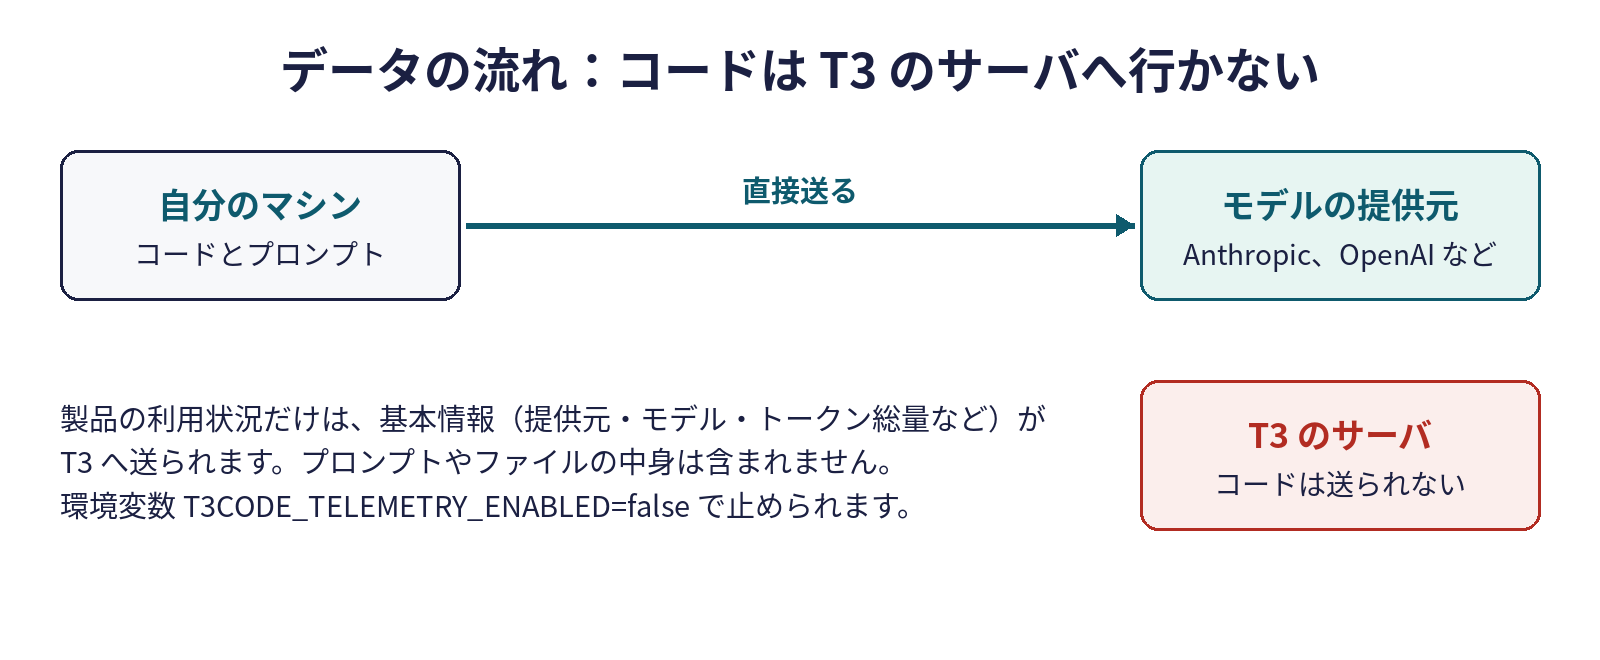 データの流れ：コードは T3 のサーバへ行かない
自分のマシン
コードとプロンプト
直接送る
モデルの提供元
Anthropic、OpenAI など
製品の利用状況だけは、基本情報（提供元・モデル・トークン総量など）が
T3 へ送られます。プロンプトやファイルの中身は含まれません。
環境変数 T3CODE_TELEMETRY_ENABLED=false で止められます。
T3 のサーバ
コードは送られない